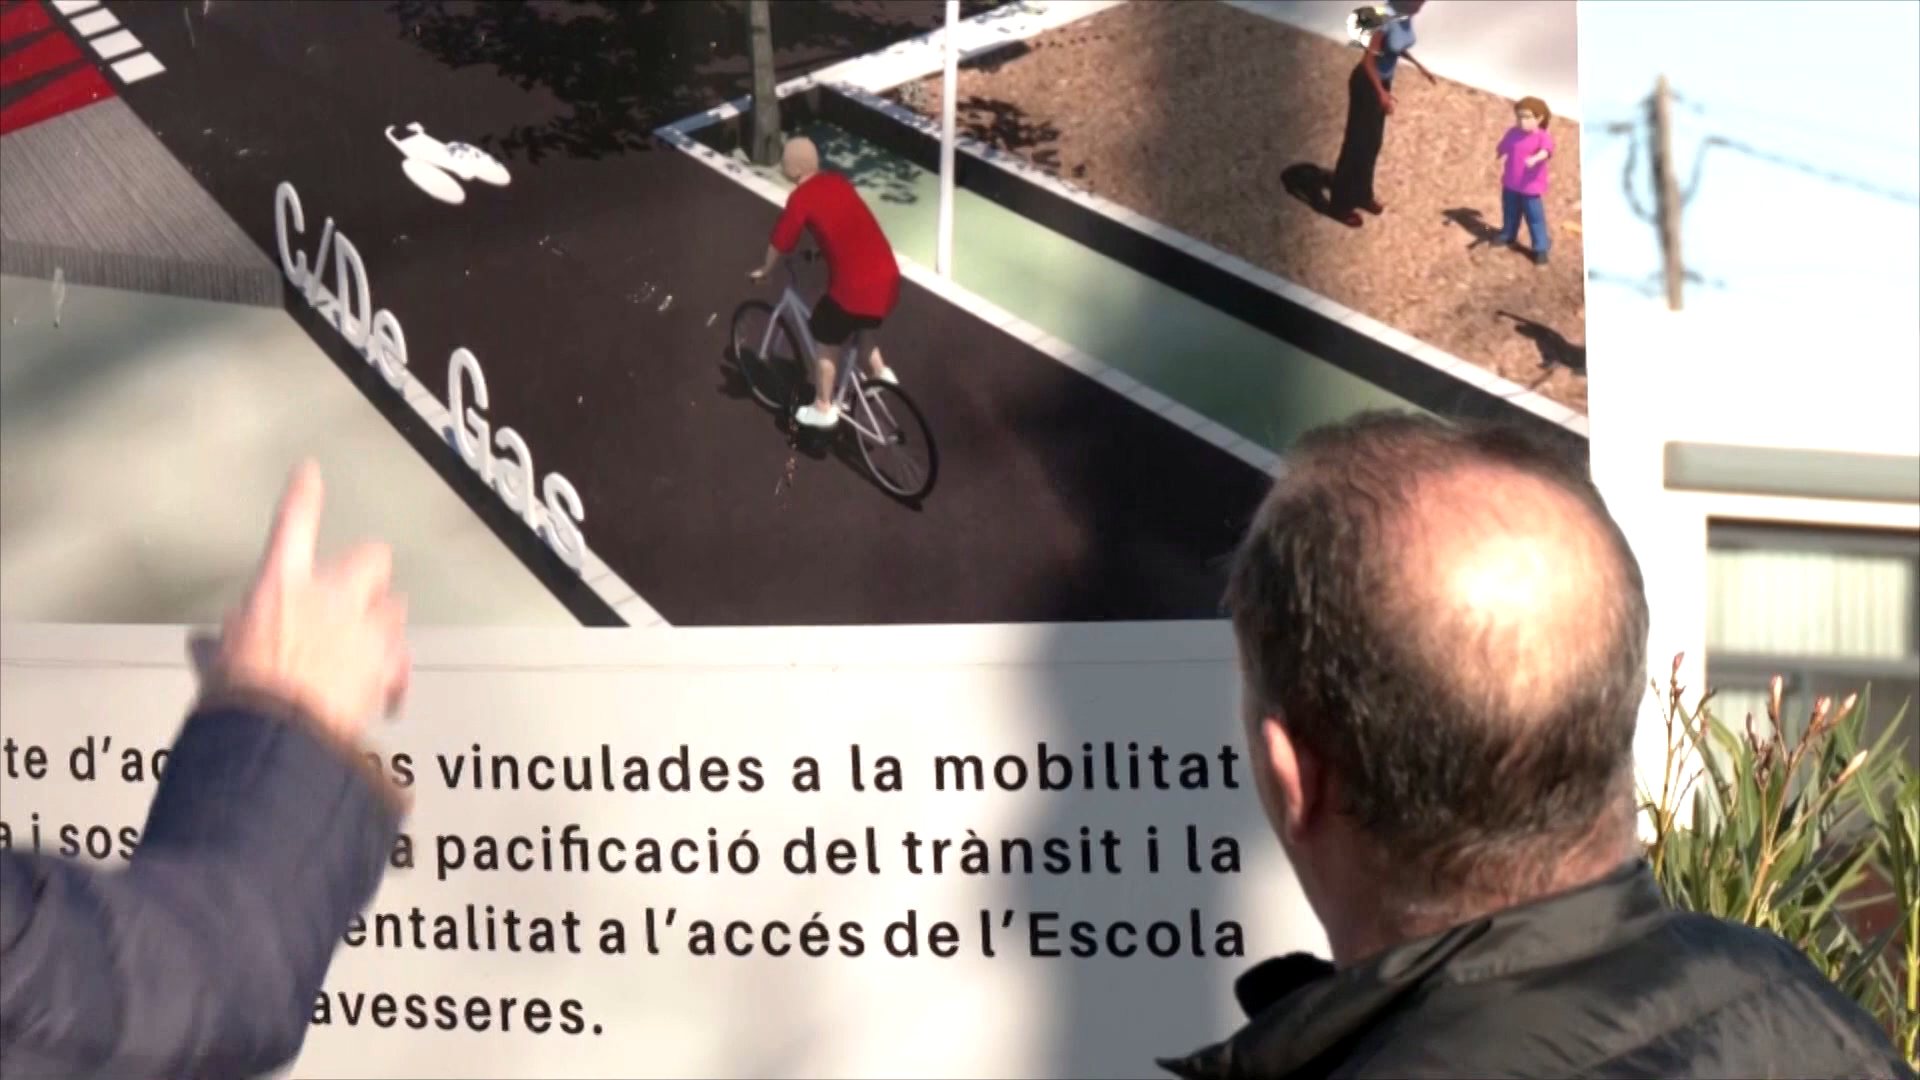 C/De Gas
te d'ac s vinculades a la mobilitat
a i sos a pacificació del trànsit i la
entalitat a l'accés de l'Escola
avesseres.